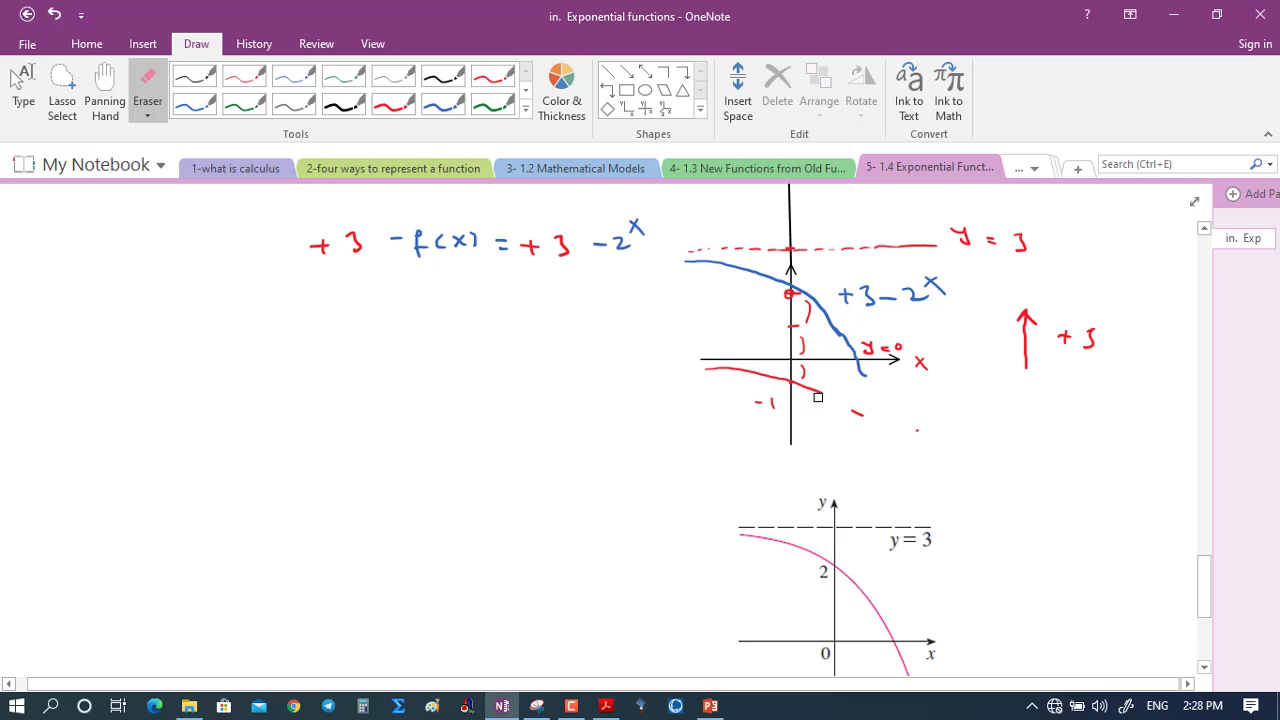 in. Exponential functions - OneNote
File Home Insert Draw History Review View Sign in
Type
Lasso Select
Panning Hand
Eraser
Color & Thickness
Insert Space
Delete
Arrange
Rotate
Ink to Text
Ink to Math
Tools Shapes Edit Convert
My Notebook 1-what is calculus 2-four ways to represent a function 3- 1.2 Mathematical Models 4- 1.3 New Functions from Old Fu... 5- 1.4 Exponential Funct... ... Search (Ctrl+E)
Add Pa
in. Exp
+ 3 - f(x) = + 3 - 2^x
y = 3
+3 - 2^x
y = 0
x
+ 3
-1
y
y = 3
2
0
x
2:28 PM